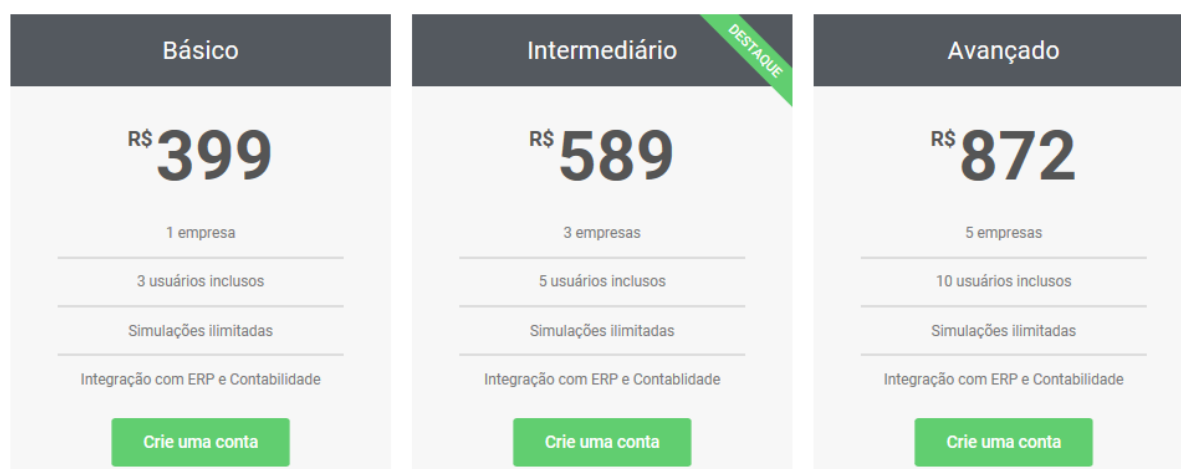 Básico
R$ 399
1 empresa
3 usuários inclusos
Simulações ilimitadas
Integração com ERP e Contabilidade
Crie uma conta
Intermediário
DESTAQUE
R$ 589
3 empresas
5 usuários inclusos
Simulações ilimitadas
Integração com ERP e Contablidade
Crie uma conta
Avançado
R$ 872
5 empresas
10 usuários inclusos
Simulações ilimitadas
Integração com ERP e Contabilidade
Crie uma conta